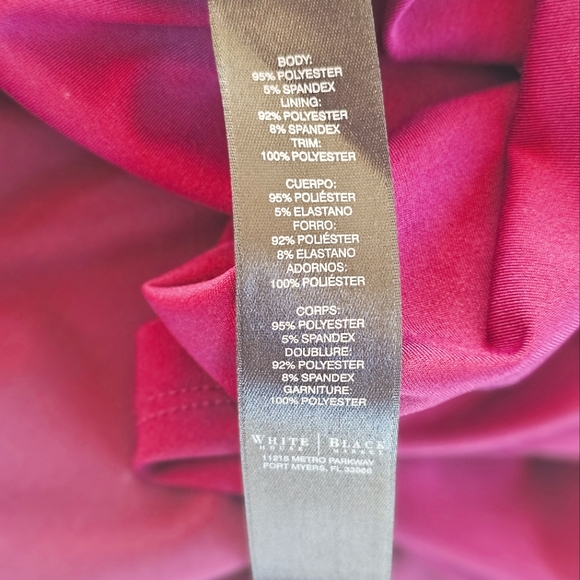 BODY:
95% POLYESTER
5% SPANDEX
LINING:
92% POLYESTER
8% SPANDEX
TRIM:
100% POLYESTER
CUERPO:
95% POLIÉSTER
5% ELASTANO
FORRO:
92% POLIÉSTER
8% ELASTANO
ADORNOS:
100% POLIÉSTER
CORPS:
95% POLYESTER
5% SPANDEX
DOUBLURE:
92% POLYESTER
8% SPANDEX
GARNITURE:
100% POLYESTER
WHITE | BLACK
HOUSE | MARKET
11215 METRO PARKWAY
FORT MYERS, FL 33966